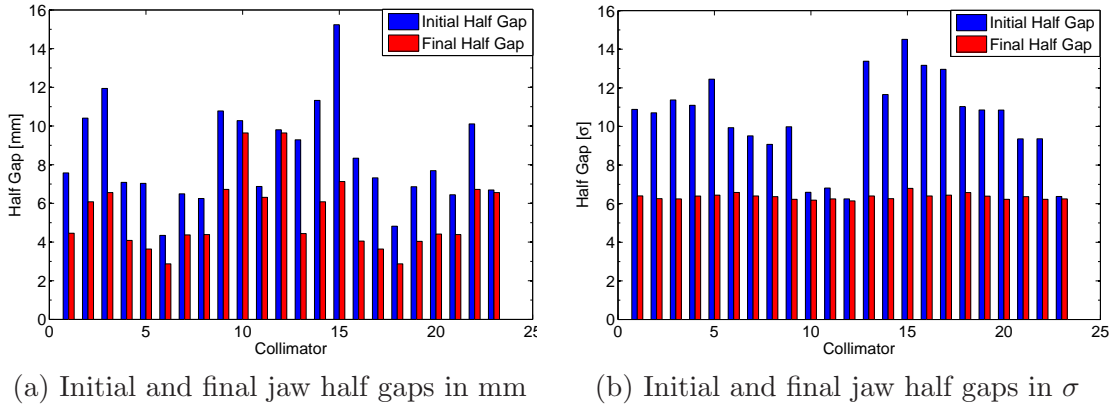 16
14
12
10
8
6
4
2
0
Half Gap [mm]
Initial Half Gap
Final Half Gap
0 5 10 15 20 25
Collimator
(a) Initial and final jaw half gaps in mm
16
14
12
10
8
6
4
2
0
Half Gap [σ]
Initial Half Gap
Final Half Gap
0 5 10 15 20 25
Collimator
(b) Initial and final jaw half gaps in σ